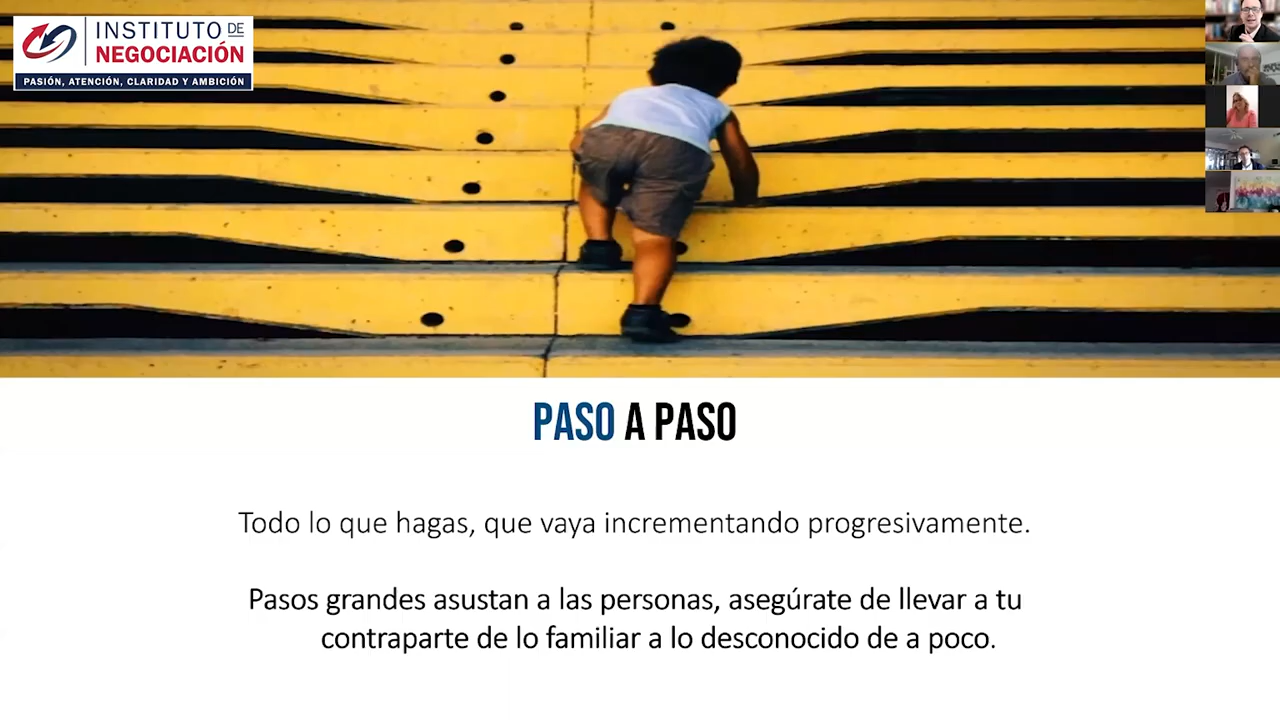 INSTITUTO DE
NEGOCIACIÓN
PASIÓN, ATENCIÓN, CLARIDAD Y AMBICIÓN
PASO A PASO
Todo lo que hagas, que vaya incrementando progresivamente.
Pasos grandes asustan a las personas, asegúrate de llevar a tu
contraparte de lo familiar a lo desconocido de a poco.